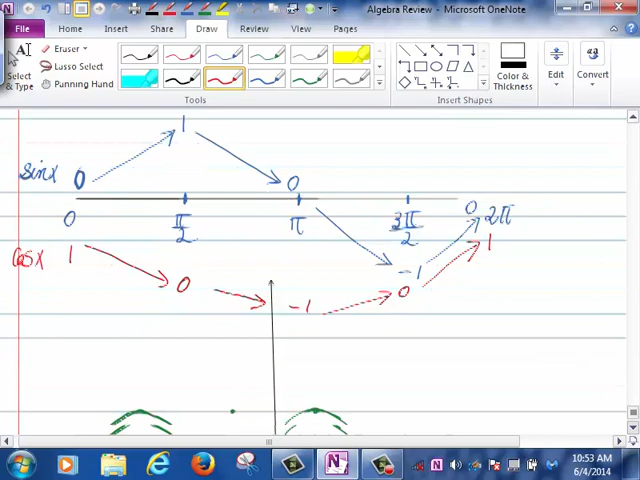 Algebra Review - OneNote
File Home Insert Share Draw Review View
Select & Type
Eraser
Lasso Select
Panning Hand
Tools
Insert Shapes
Color & Thickness
Edit
Convert
1
sinx 0 0
0 π/2 π 3π/2 0 2π
-1
cosx 1 0 -1 0 1
10:53 AM
6/4/2014